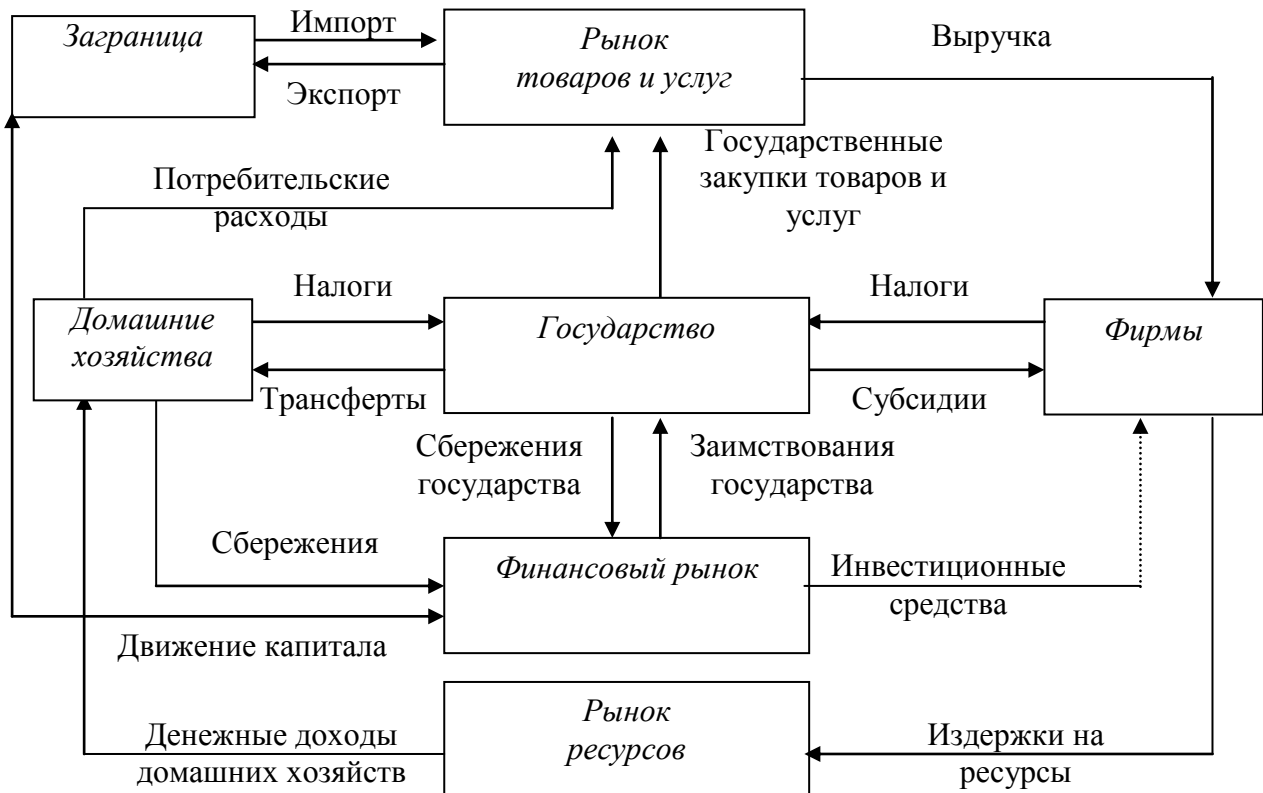 Заграница
Импорт
Экспорт
Рынок
товаров и услуг
Выручка
Потребительские
расходы
Государственные
закупки товаров и
услуг
Домашние
хозяйства
Налоги
Трансферты
Государство
Налоги
Субсидии
Фирмы
Сбережения
государства
Заимствования
государства
Сбережения
Финансовый рынок
Инвестиционные
средства
Движение капитала
Денежные доходы
домашних хозяйств
Рынок
ресурсов
Издержки на
ресурсы